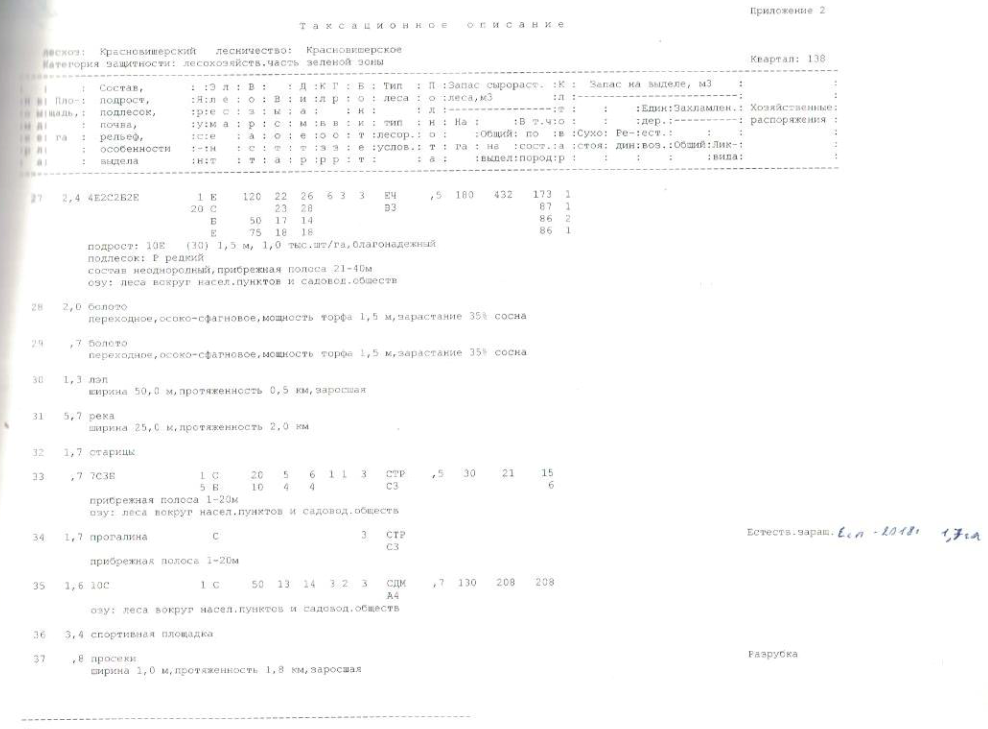 Приложение 2
Таксационное описание
лесхоз: Красновишерский лесничество: Красновишерское
Категория защитности: лесохозяйств.часть зеленой зоны Квартал: 138
: Состав, : :Э л : В : :Д :К Г : Б : Тип : П :Запас сырораст. :К : Запас на выделе, м3 :
Пло-: подрост, леса : о :леса,м3
щадь,: подлесок, :Един:Захламлен.: Хозяйственные:
: почва, тип : н : На : :В т.ч:о :дер.: распоряжения :
га : рельеф, :лесор.: о : :Общий: по :в :Сухо: Ре-:ест.:
: особенности :услов.: т : га : на :сост.:а :стоя: дин:воз.:Общий:Лик-:
: выдела :выдел:пород:р : :вида:
27 2,4 4Е2С2Б2Е 1 Е 120 22 26 6 3 3 ЕЧ ,5 180 432 173 1
20 С 23 28 В3 87 1
Б 50 17 14 86 2
Е 75 18 18 86 1
подрост: 10Е (30) 1,5 м, 1,0 тыс.шт/га,благонадежный
подлесок: Р редкий
состав неоднородный,прибрежная полоса 21-40м
озу: леса вокруг насел.пунктов и садовод.обществ
28 2,0 болото
переходное,осоко-сфагновое,мощность торфа 1,5 м,зарастание 35% сосна
29 ,7 болото
переходное,осоко-сфагновое,мощность торфа 1,5 м,зарастание 35% сосна
30 1,3 лэп
ширина 50,0 м,протяженность 0,5 км,заросшая
31 5,7 река
ширина 25,0 м,протяженность 2,0 км
32 1,7 старицы
33 ,7 7С3Е 1 С 20 5 6 1 1 3 СТР ,5 30 21 15
5 Е 10 4 4 С3 6
прибрежная полоса 1-20м
озу: леса вокруг насел.пунктов и садовод.обществ
34 1,7 прогалина С 3 СТР Естеств.заращ. - 2018г 1,7га
С3
прибрежная полоса 1-20м
35 1,6 10С 1 С 50 13 14 3 2 3 СДМ ,7 130 208 208
А4
озу: леса вокруг насел.пунктов и садовод.обществ
36 3,4 спортивная площадка
37 ,8 просеки Разрубка
ширина 1,0 м,протяженность 1,8 км,заросшая